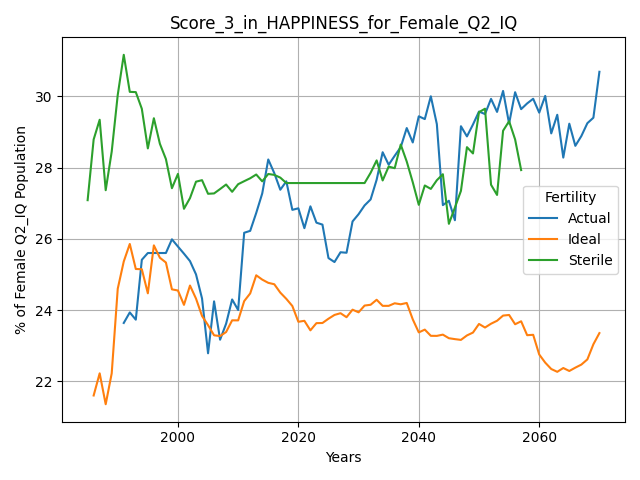 Score_3_in_HAPPINESS_for_Female_Q2_IQ
% of Female Q2_IQ Population
30
28
26
24
22
Fertility
Actual
Ideal
Sterile
2000 2020 2040 2060
Years